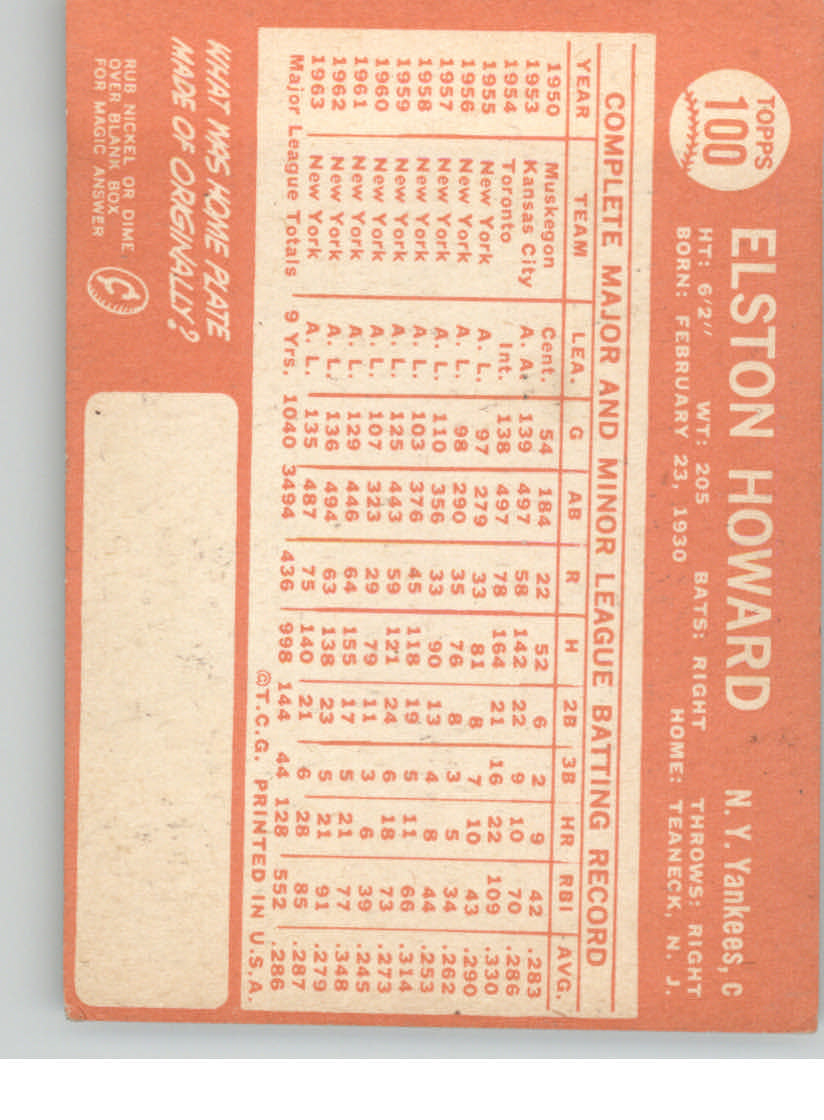 TOPPS
100
ELSTON HOWARD N. Y. Yankees, C
HT: 6'2" WT: 205 BATS: RIGHT THROWS: RIGHT
BORN: FEBRUARY 23, 1930 HOME: TEANECK, N. J.
COMPLETE MAJOR AND MINOR LEAGUE BATTING RECORD
YEAR TEAM LEA. G AB R H 2B 3B HR RBI AVG.
1950 Muskegon Cent. 54 184 22 52 6 2 9 42 .283
1953 Kansas City A. A. 139 497 58 142 22 9 10 70 .286
1954 Toronto Int. 138 497 78 164 21 16 22 109 .330
1955 New York A. L. 97 279 33 81 8 7 10 43 .290
1956 New York A. L. 98 290 35 76 8 3 5 34 .262
1957 New York A. L. 110 356 33 90 13 4 8 44 .253
1958 New York A. L. 103 376 45 118 19 5 11 66 .314
1959 New York A. L. 125 443 59 121 24 6 18 73 .273
1960 New York A. L. 107 323 29 79 11 3 6 39 .245
1961 New York A. L. 129 446 64 155 17 5 21 77 .348
1962 New York A. L. 136 494 63 138 23 5 21 91 .279
1963 New York A. L. 135 487 75 140 21 6 28 85 .287
Major League Totals 9 Yrs. 1040 3494 436 998 144 44 128 552 .286
©T.C.G. PRINTED IN U.S.A.
WHAT WAS HOME PLATE
MADE OF ORIGINALLY?
RUB NICKEL OR DIME
OVER BLANK BOX
FOR MAGIC ANSWER